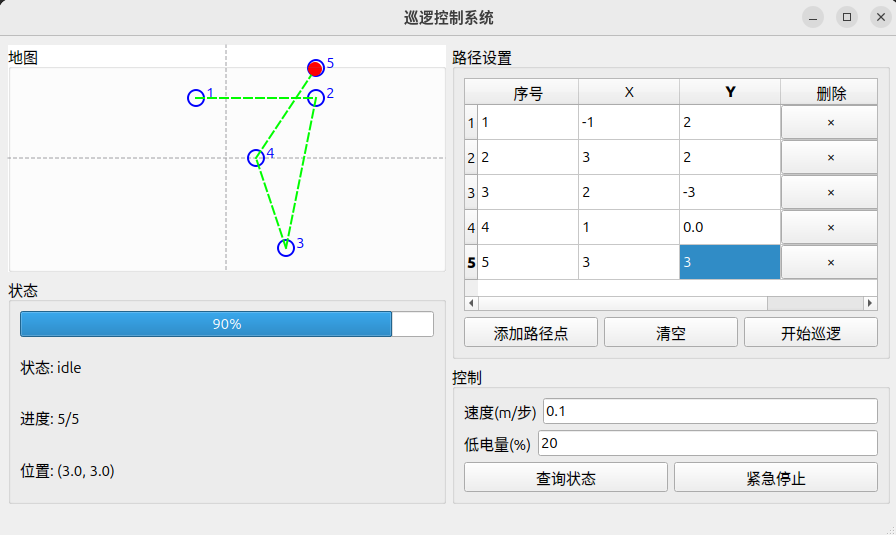 巡逻控制系统
地图
1
2
3
4
5
状态
90%
状态: idle
进度: 5/5
位置: (3.0, 3.0)
路径设置
序号 X Y 删除
1 1 -1 2 ×
2 2 3 2 ×
3 3 2 -3 ×
4 4 1 0.0 ×
5 5 3 3 ×
添加路径点 清空 开始巡逻
控制
速度(m/步) 0.1
低电量(%) 20
查询状态 紧急停止